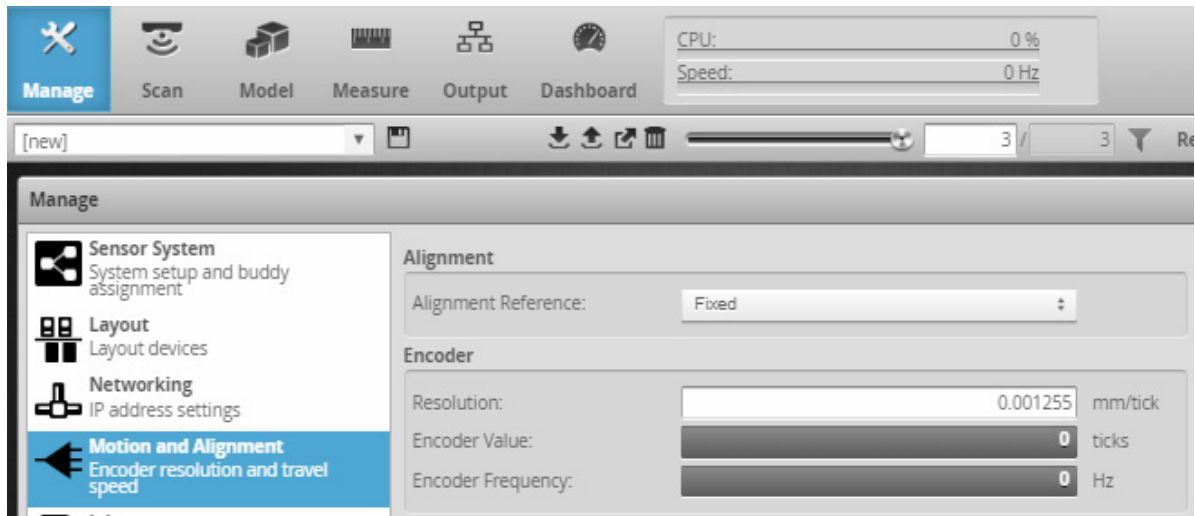 CPU: 0 %
Speed: 0 Hz
Manage Scan Model Measure Output Dashboard
[new] 3 / 3 Re
Manage
Sensor System
System setup and buddy
assignment
Layout
Layout devices
Networking
IP address settings
Motion and Alignment
Encoder resolution and travel
speed
Alignment
Alignment Reference: Fixed
Encoder
Resolution: 0.001255 mm/tick
Encoder Value: 0 ticks
Encoder Frequency: 0 Hz